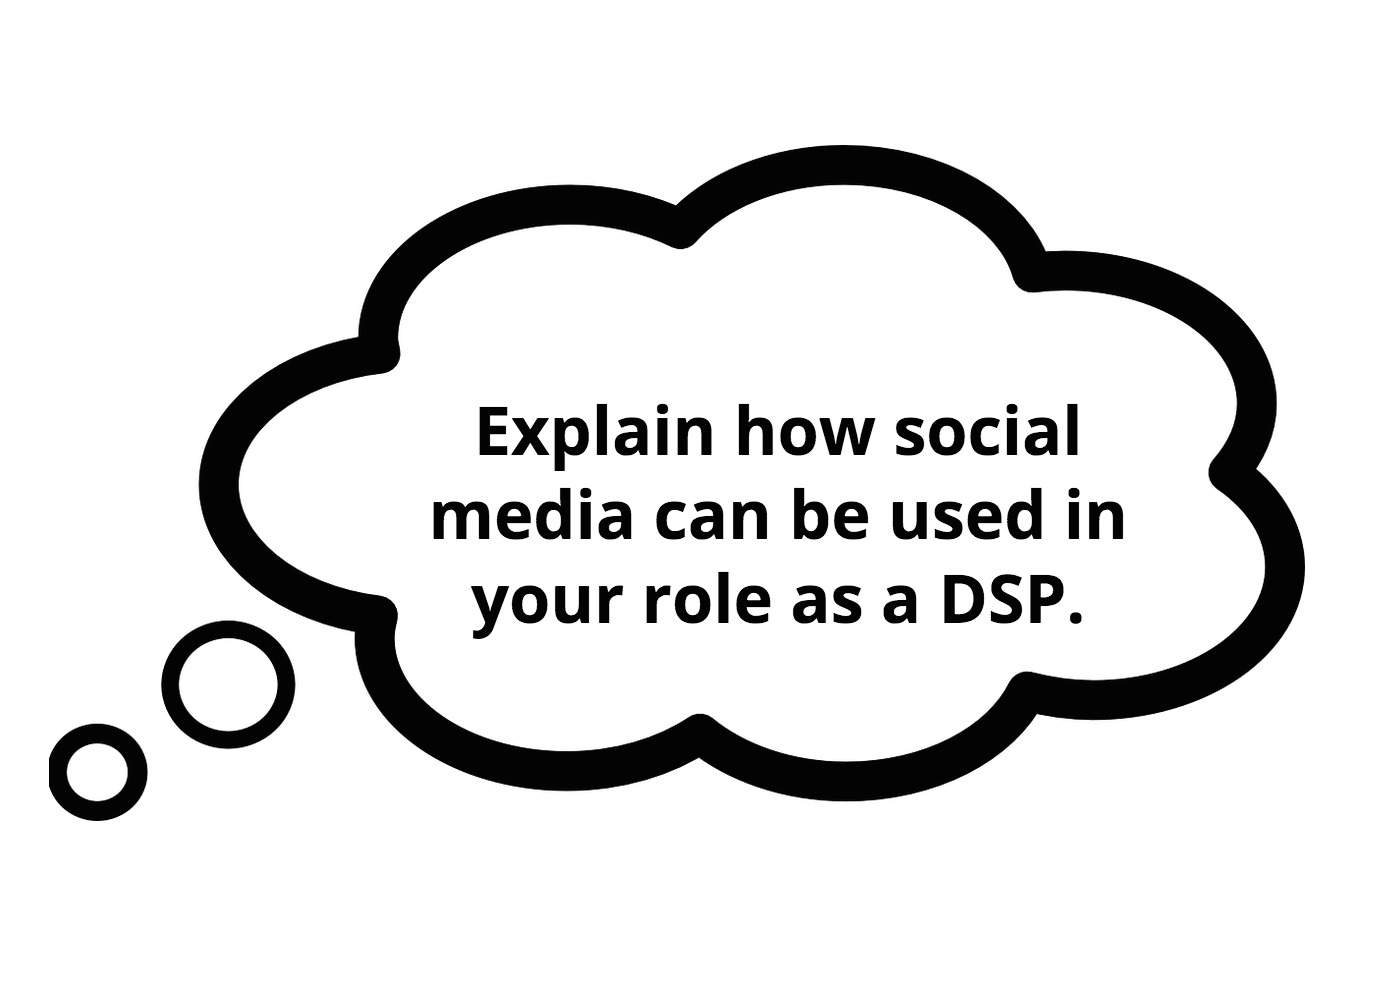 Explain how social
media can be used in
your role as a DSP.